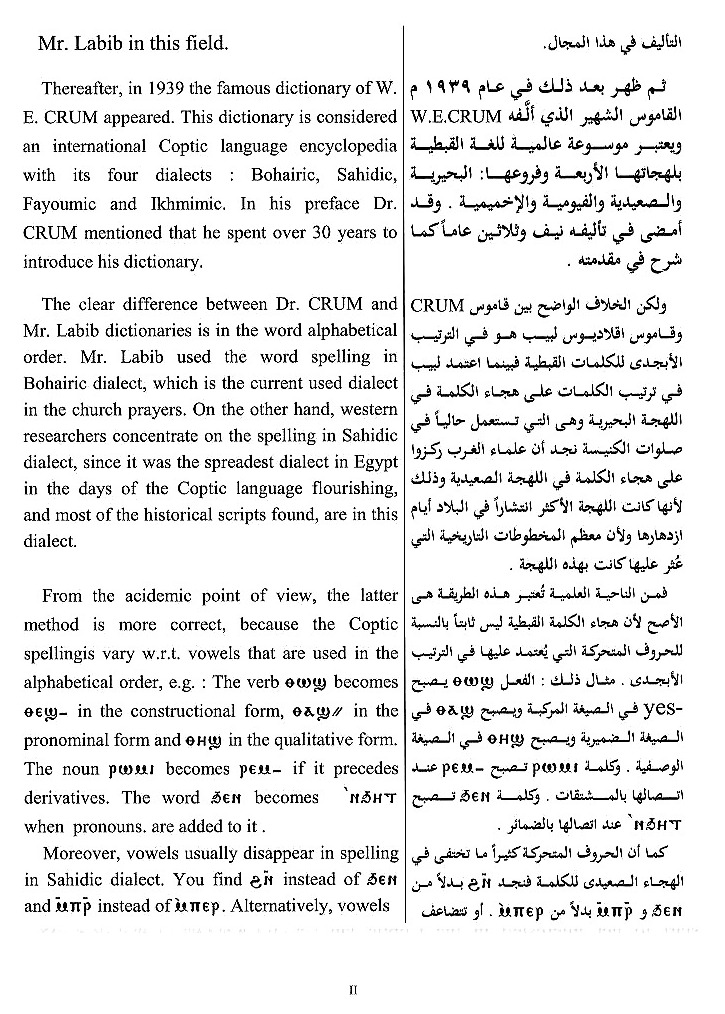 Mr. Labib in this field.
Thereafter, in 1939 the famous dictionary of W.
E. CRUM appeared. This dictionary is considered
an international Coptic language encyclopedia
with its four dialects : Bohairic, Sahidic,
Fayoumic and Ikhmimic. In his preface Dr.
CRUM mentioned that he spent over 30 years to
introduce his dictionary.
The clear difference between Dr. CRUM and
Mr. Labib dictionaries is in the word alphabetical
order. Mr. Labib used the word spelling in
Bohairic dialect, which is the current used dialect
in the church prayers. On the other hand, western
researchers concentrate on the spelling in Sahidic
dialect, since it was the spreadest dialect in Egypt
in the days of the Coptic language flourishing,
and most of the historical scripts found, are in this
dialect.
From the acidemic point of view, the latter
method is more correct, because the Coptic
spellingis vary w.r.t. vowels that are used in the
alphabetical order, e.g. : The verb ⲑⲱϣ becomes
ⲑⲉϣ- in the constructional form, ⲑⲁϣ// in the
pronominal form and ⲑⲏϣ in the qualitative form.
The noun ⲣⲱⲙⲓ becomes ⲣⲉⲙ- if it precedes
derivatives. The word ϧⲉⲛ becomes `ⲛϧⲏⲧ
when pronouns. are added to it .
Moreover, vowels usually disappear in spelling
in Sahidic dialect. You find ϩⲛ̄ instead of ϧⲉⲛ
and ⲙ̄ⲡⲣ̄ instead of ⲙ̀ⲡⲉⲣ. Alternatively, vowels
التأليف في هذا المجال.
ثم ظهر بعد ذلك في عام ١٩٣٩ م
القاموس الشهير الذي ألَّفه W.E.CRUM
ويعتبر موسوعة عالمية للغة القبطية
بلهجاتها الأربعة وفروعها: البحيرية
والصعيدية والفيومية والإخميمية . وقد
أمضى في تأليفه نيف وثلاثين عاماً كما
شرح في مقدمته .
ولكن الخلاف الواضح بين قاموس CRUM
وقاموس اقلاديوس لبيب هو في الترتيب
الأبجدى للكلمات القبطية فبينما اعتمد لبيب
في ترتيب الكلمات على هجاء الكلمة في
اللهجة البحيرية وهى التي تستعمل حالياً في
صلوات الكنيسة نجد أن علماء الغرب ركزوا
على هجاء الكلمة في اللهجة الصعيدية وذلك
لأنها كانت اللهجة الأكثر انتشاراً في البلاد أيام
ازدهارها ولأن معظم المخطوطات التاريخية التي
عُثر عليها كانت بهذه اللهجة .
فمن الناحية العلمية تُعتبر هذه الطريقة هى
الأصح لأن هجاء الكلمة القبطية ليس ثابتاً بالنسبة
للحروف المتحركة التي يُعتمد عليها في الترتيب
الأبجدى . مثال ذلك : الفعل ⲑⲱϣ يصبح
yes- في الصيغة المركبة ويصبح ⲑⲁϣ في
الصيغة الضميرية ويصبح ⲑⲏϣ في الصيغة
الوصفية . وكلمة ⲣⲱⲙⲓ تصبح ⲣⲉⲙ- عند
اتصالها بالمشتقات . وكلمة ϧⲉⲛ تصبح
`ⲛϧⲏⲧ عند اتصالها بالضمائر .
كما أن الحروف المتحركة كثيراً ما تختفى في
الهجاء الصعيدى للكلمة فنجد ϩⲛ̄ بدلاً من
ϧⲉⲛ و ⲙ̄ⲡⲣ̄ بدلاً من ⲙ̀ⲡⲉⲣ . أو تتضاعف
II